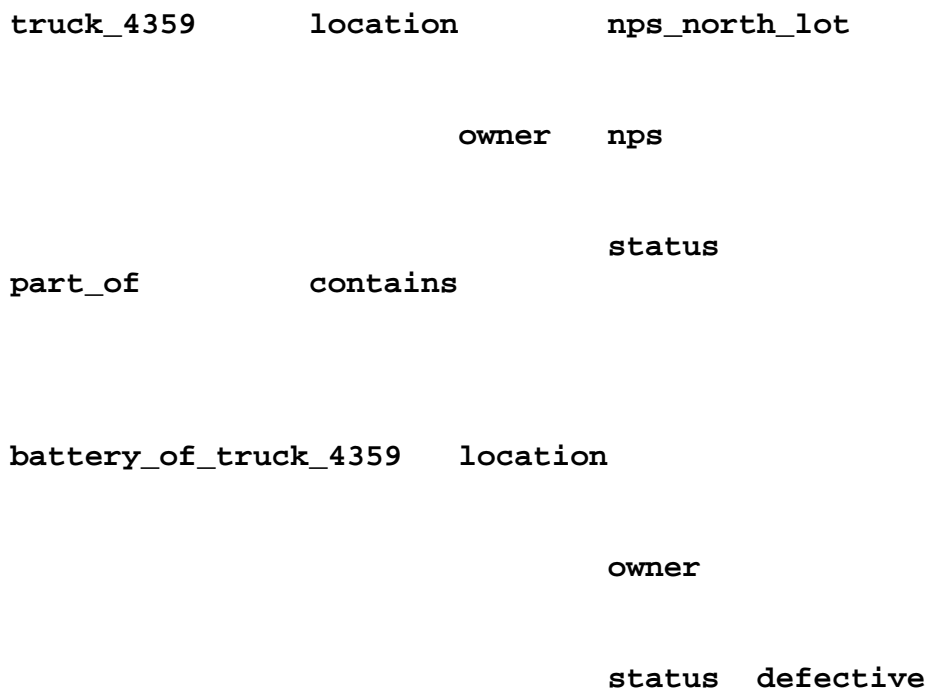 truck_4359 location nps_north_lot
owner nps
status
part_of contains
battery_of_truck_4359 location
owner
status defective